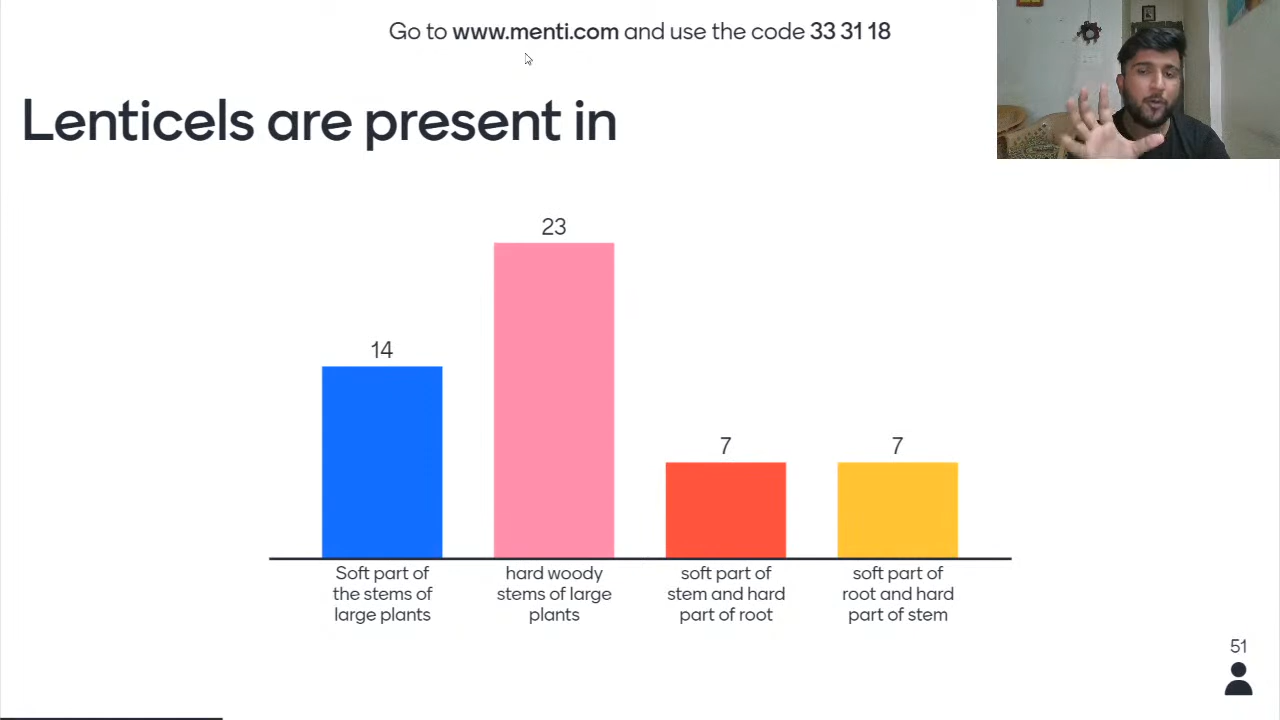 Go to www.menti.com and use the code 33 31 18
Lenticels are present in
14
23
7
7
Soft part of
the stems of
large plants
hard woody
stems of large
plants
soft part of
stem and hard
part of root
soft part of
root and hard
part of stem
51